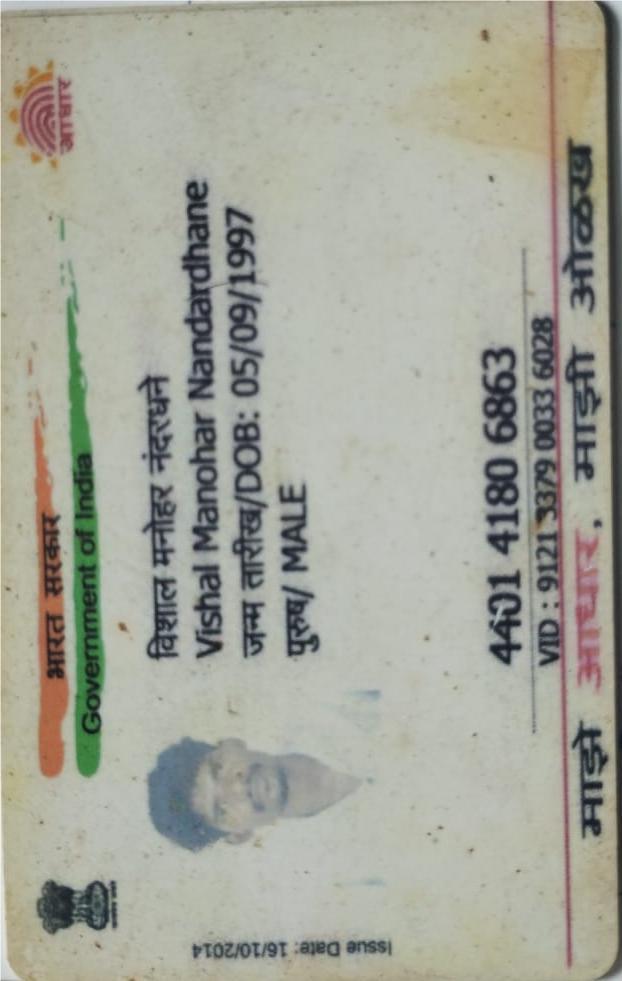 भारत सरकार
Government of India
आधार
विशाल मनोहर नंदरधने
Vishal Manohar Nandardhane
जन्म तारीख/DOB: 05/09/1997
पुरुष/ MALE
Issue Date: 16/10/2014
4401 4180 6863
VID : 9121 3379 0033 6028
माझे आधार, माझी ओळख